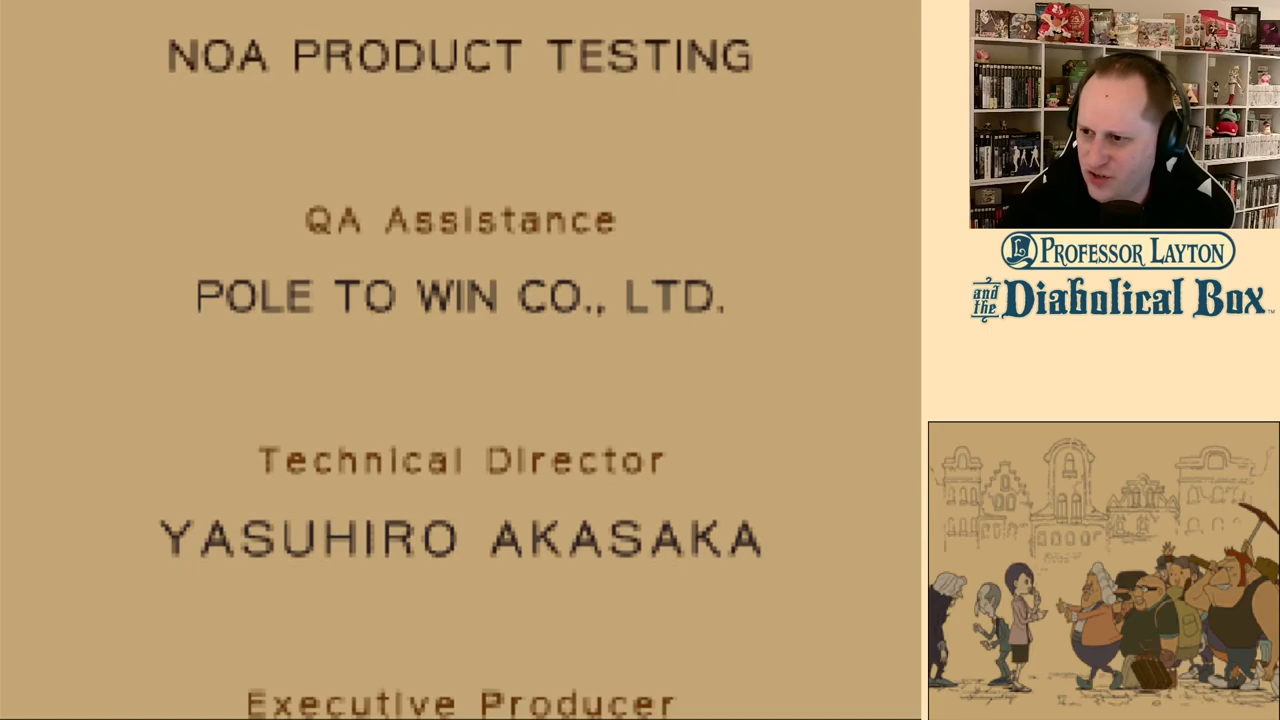 NOA PRODUCT TESTING
QA Assistance
POLE TO WIN CO., LTD.
Technical Director
YASUHIRO AKASAKA
Executive Producer
PROFESSOR LAYTON
and the Diabolical Box™